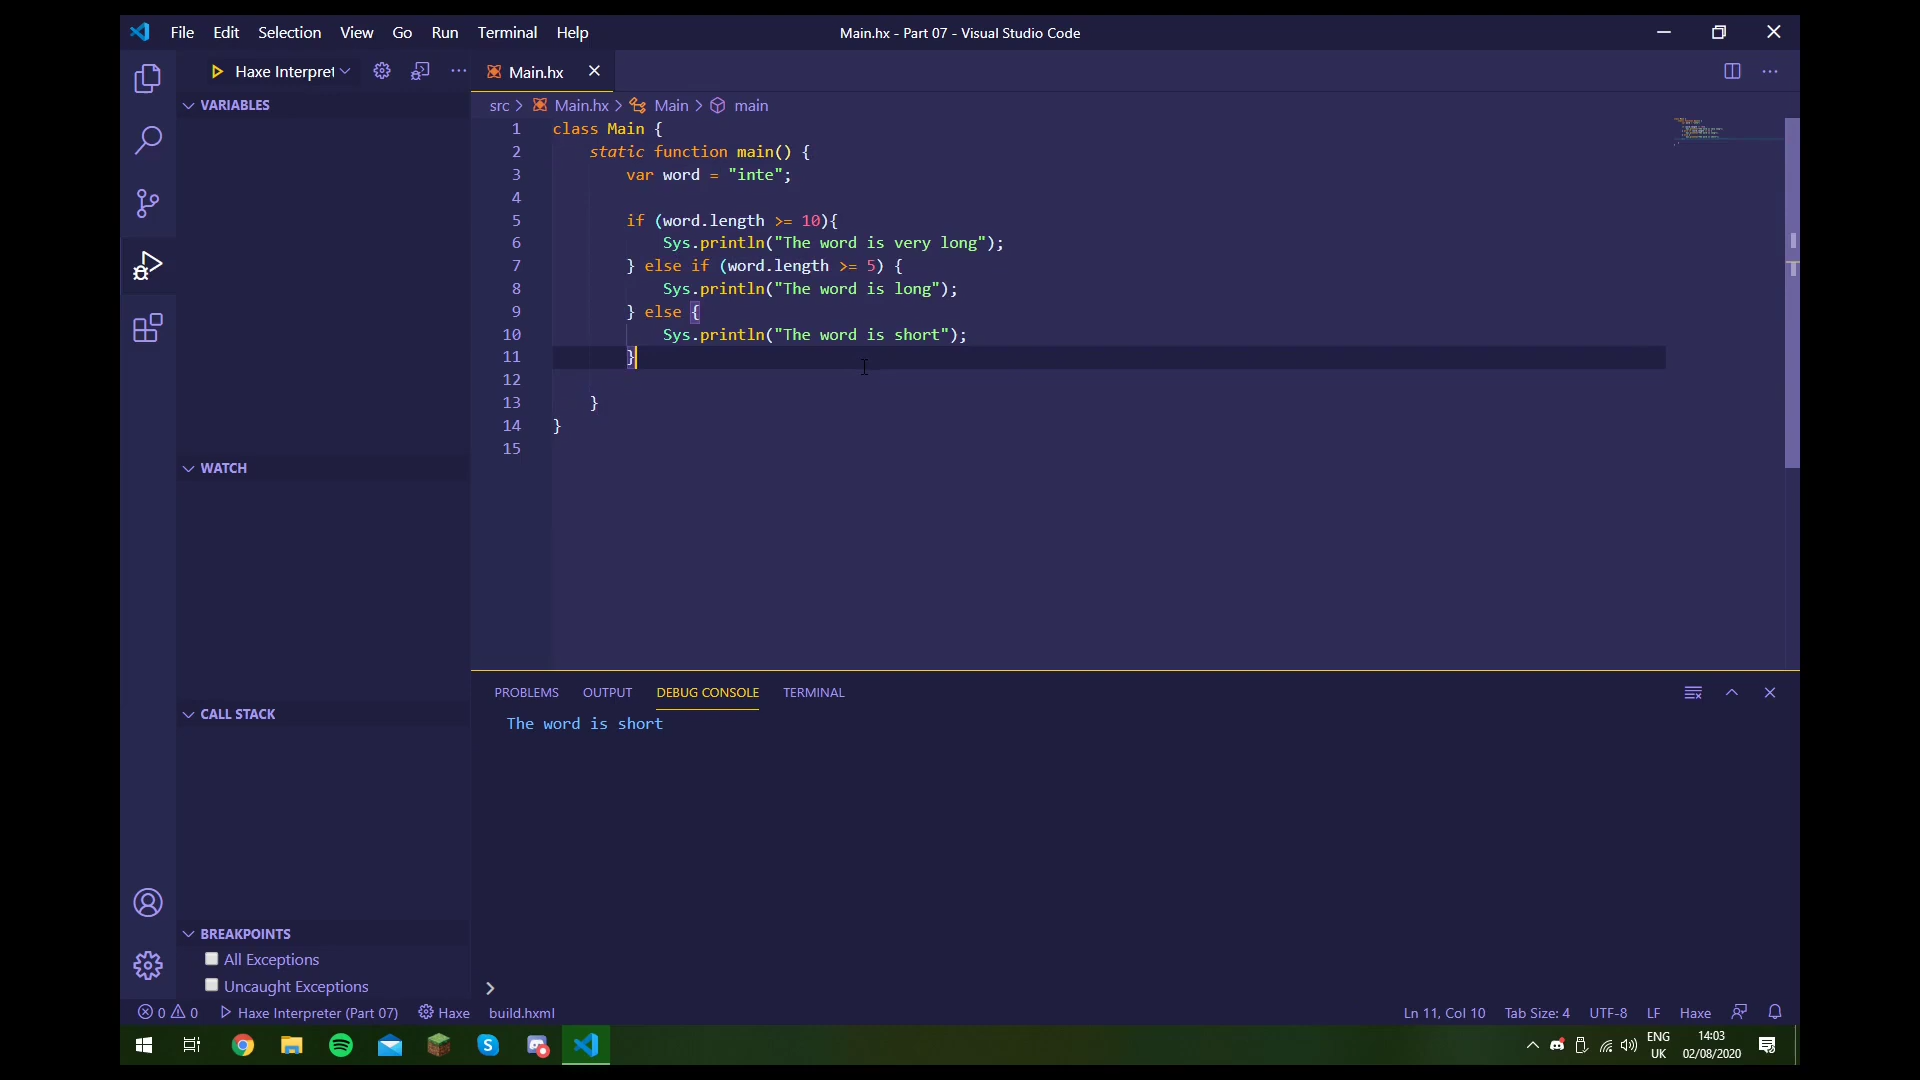 File Edit Selection View Go Run Terminal Help
Main.hx - Part 07 - Visual Studio Code
Haxe Interpret
Main.hx
VARIABLES
src > Main.hx > Main > main
1 class Main {
2 static function main() {
3 var word = "inte";
4
5 if (word.length >= 10){
6 Sys.println("The word is very long");
7 } else if (word.length >= 5) {
8 Sys.println("The word is long");
9 } else {
10 Sys.println("The word is short");
11 }
12
13 }
14 }
15
WATCH
CALL STACK
BREAKPOINTS
All Exceptions
Uncaught Exceptions
PROBLEMS OUTPUT DEBUG CONSOLE TERMINAL
The word is short
0 0 Haxe Interpreter (Part 07) Haxe build.hxml
Ln 11, Col 10 Tab Size: 4 UTF-8 LF Haxe
ENG
UK
14:03
02/08/2020